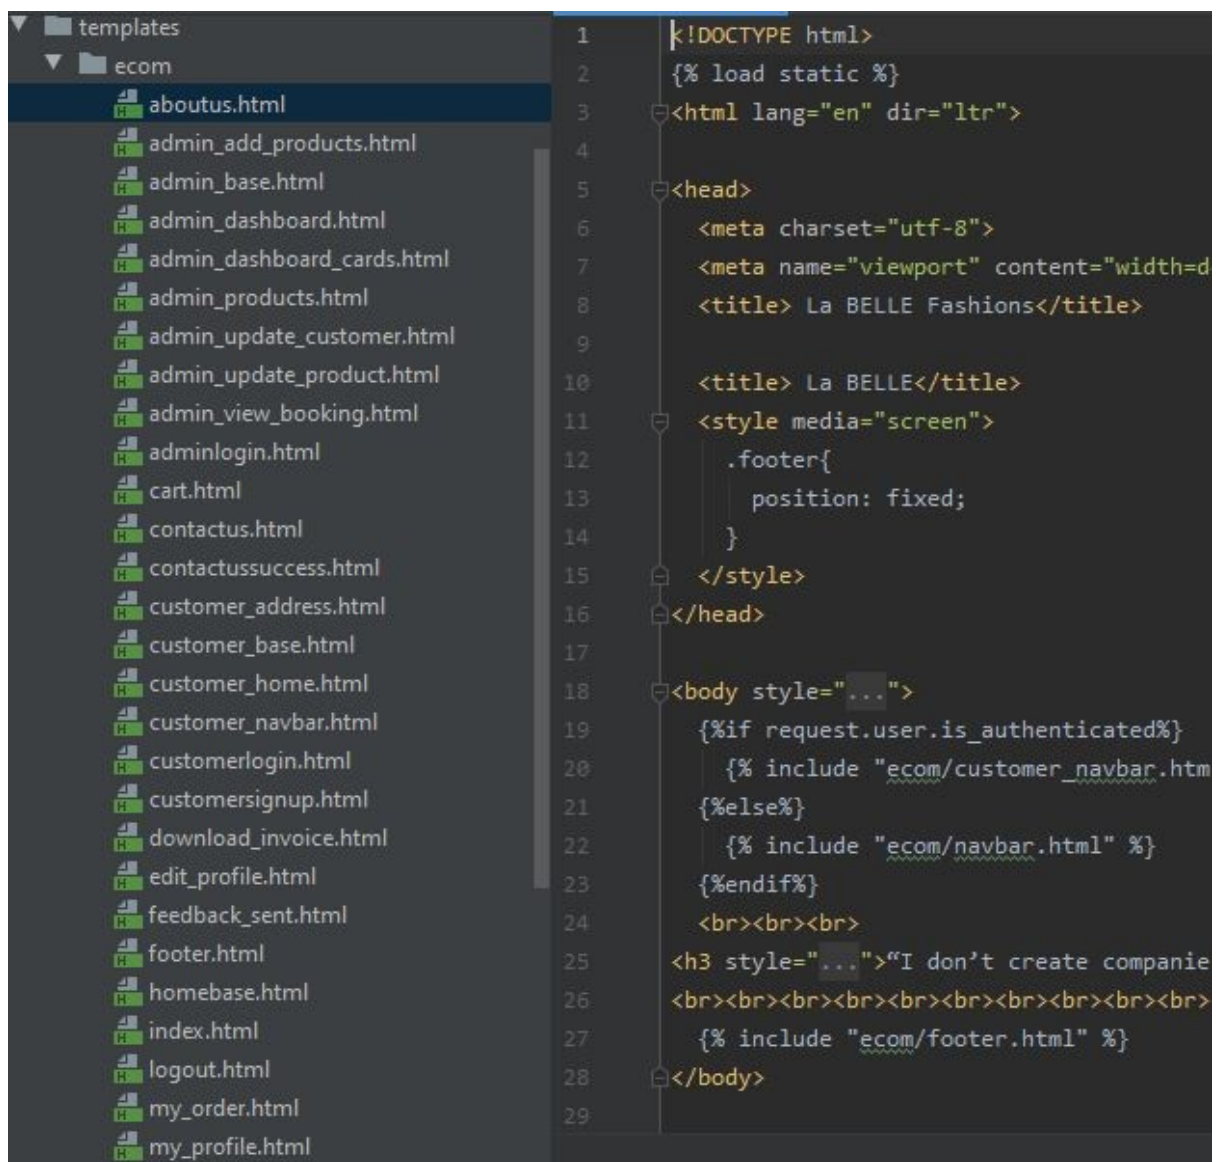 templates
ecom
aboutus.html
admin_add_products.html
admin_base.html
admin_dashboard.html
admin_dashboard_cards.html
admin_products.html
admin_update_customer.html
admin_update_product.html
admin_view_booking.html
adminlogin.html
cart.html
contactus.html
contactussuccess.html
customer_address.html
customer_base.html
customer_home.html
customer_navbar.html
customerlogin.html
customersignup.html
download_invoice.html
edit_profile.html
feedback_sent.html
footer.html
homebase.html
index.html
logout.html
my_order.html
my_profile.html
1 <!DOCTYPE html>
2 {% load static %}
3 <html lang="en" dir="ltr">
4
5 <head>
6 <meta charset="utf-8">
7 <meta name="viewport" content="width=d
8 <title> La BELLE Fashions</title>
9
10 <title> La BELLE</title>
11 <style media="screen">
12 .footer{
13 position: fixed;
14 }
15 </style>
16 </head>
17
18 <body style="...">
19 {%if request.user.is_authenticated%}
20 {% include "ecom/customer_navbar.htm
21 {%else%}
22 {% include "ecom/navbar.html" %}
23 {%endif%}
24 <br><br><br>
25 <h3 style="...">“I don’t create companie
26 <br><br><br><br><br><br><br><br><br><br>
27 {% include "ecom/footer.html" %}
28 </body>
29